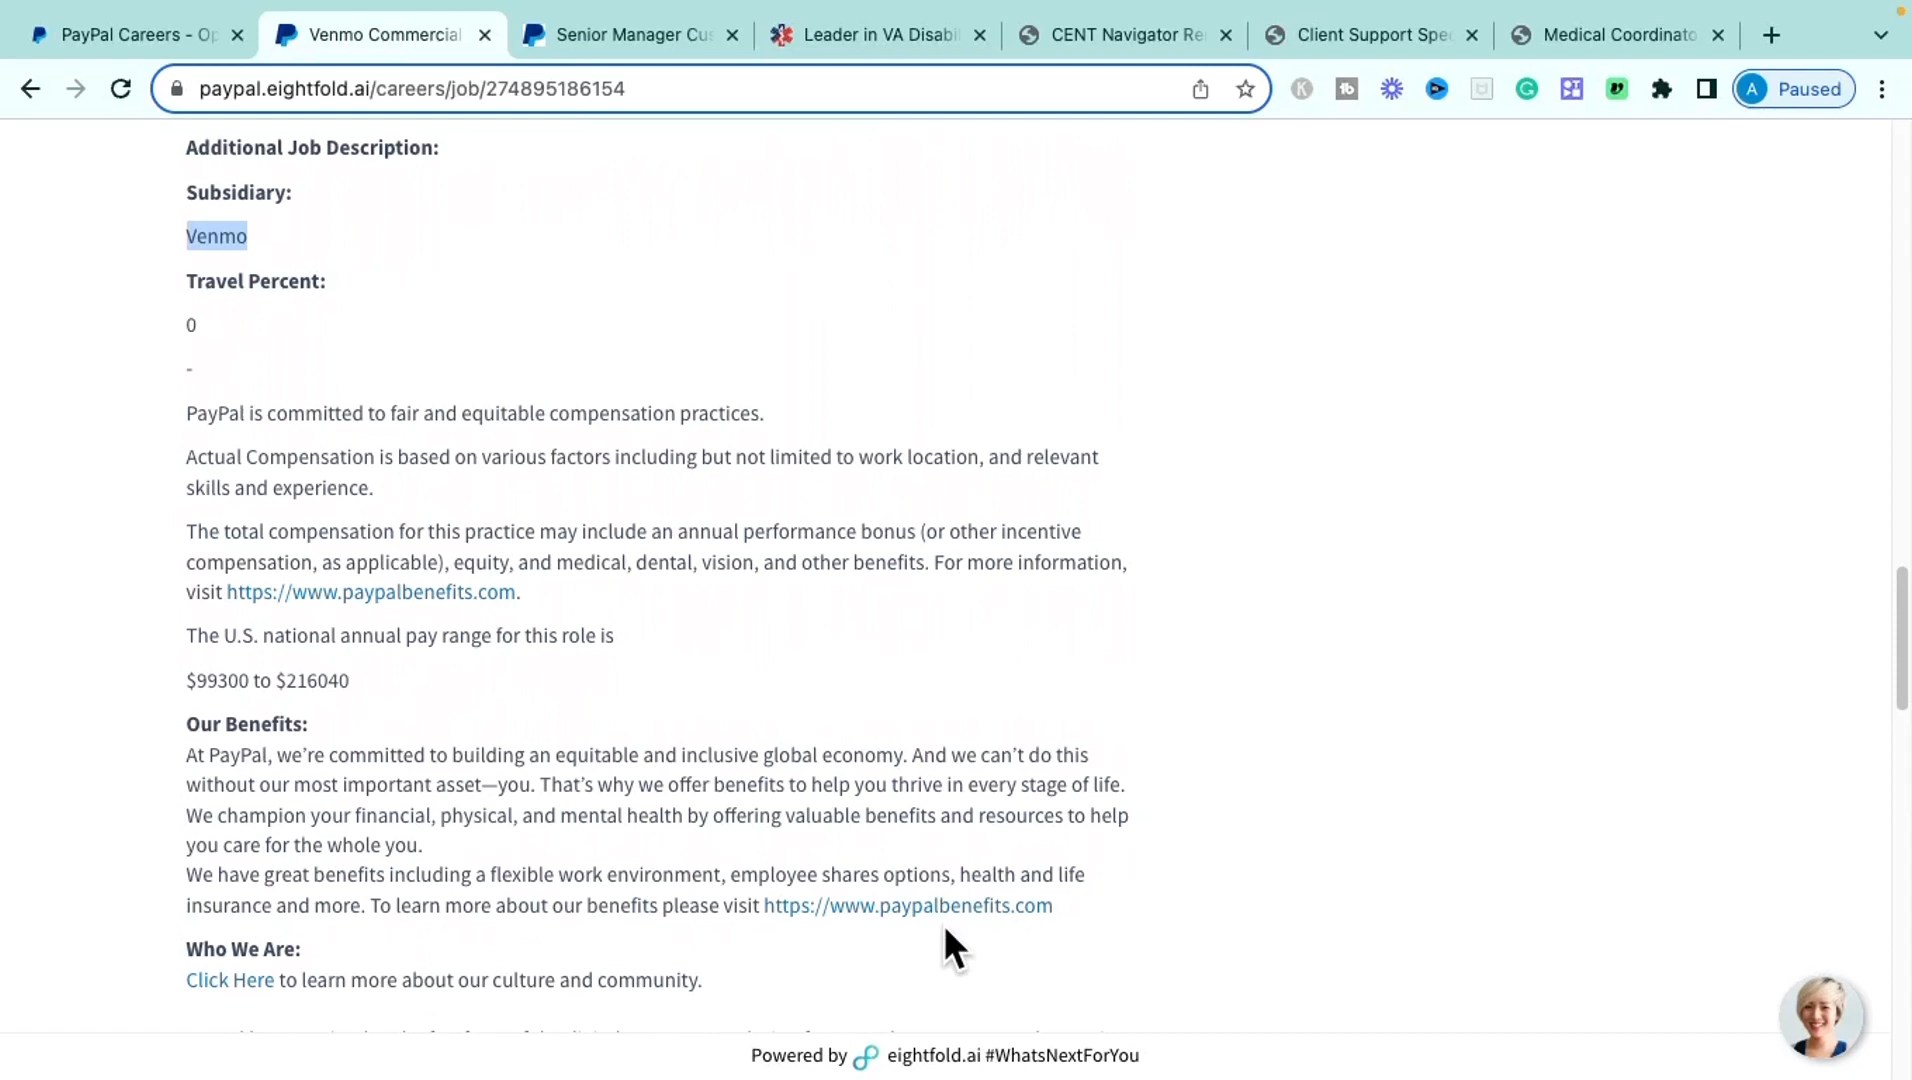 PayPal Careers - Op
Venmo Commercial
Senior Manager Cus
Leader in VA Disabil
CENT Navigator Re
Client Support Spec
Medical Coordinato
paypal.eightfold.ai/careers/job/274895186154
A Paused
Additional Job Description:
Subsidiary:
Venmo
Travel Percent:
0
-
PayPal is committed to fair and equitable compensation practices.
Actual Compensation is based on various factors including but not limited to work location, and relevant
skills and experience.
The total compensation for this practice may include an annual performance bonus (or other incentive
compensation, as applicable), equity, and medical, dental, vision, and other benefits. For more information,
visit https://www.paypalbenefits.com.
The U.S. national annual pay range for this role is
$99300 to $216040
Our Benefits:
At PayPal, we’re committed to building an equitable and inclusive global economy. And we can’t do this
without our most important asset—you. That’s why we offer benefits to help you thrive in every stage of life.
We champion your financial, physical, and mental health by offering valuable benefits and resources to help
you care for the whole you.
We have great benefits including a flexible work environment, employee shares options, health and life
insurance and more. To learn more about our benefits please visit https://www.paypalbenefits.com
Who We Are:
Click Here to learn more about our culture and community.
Powered by eightfold.ai #WhatsNextForYou